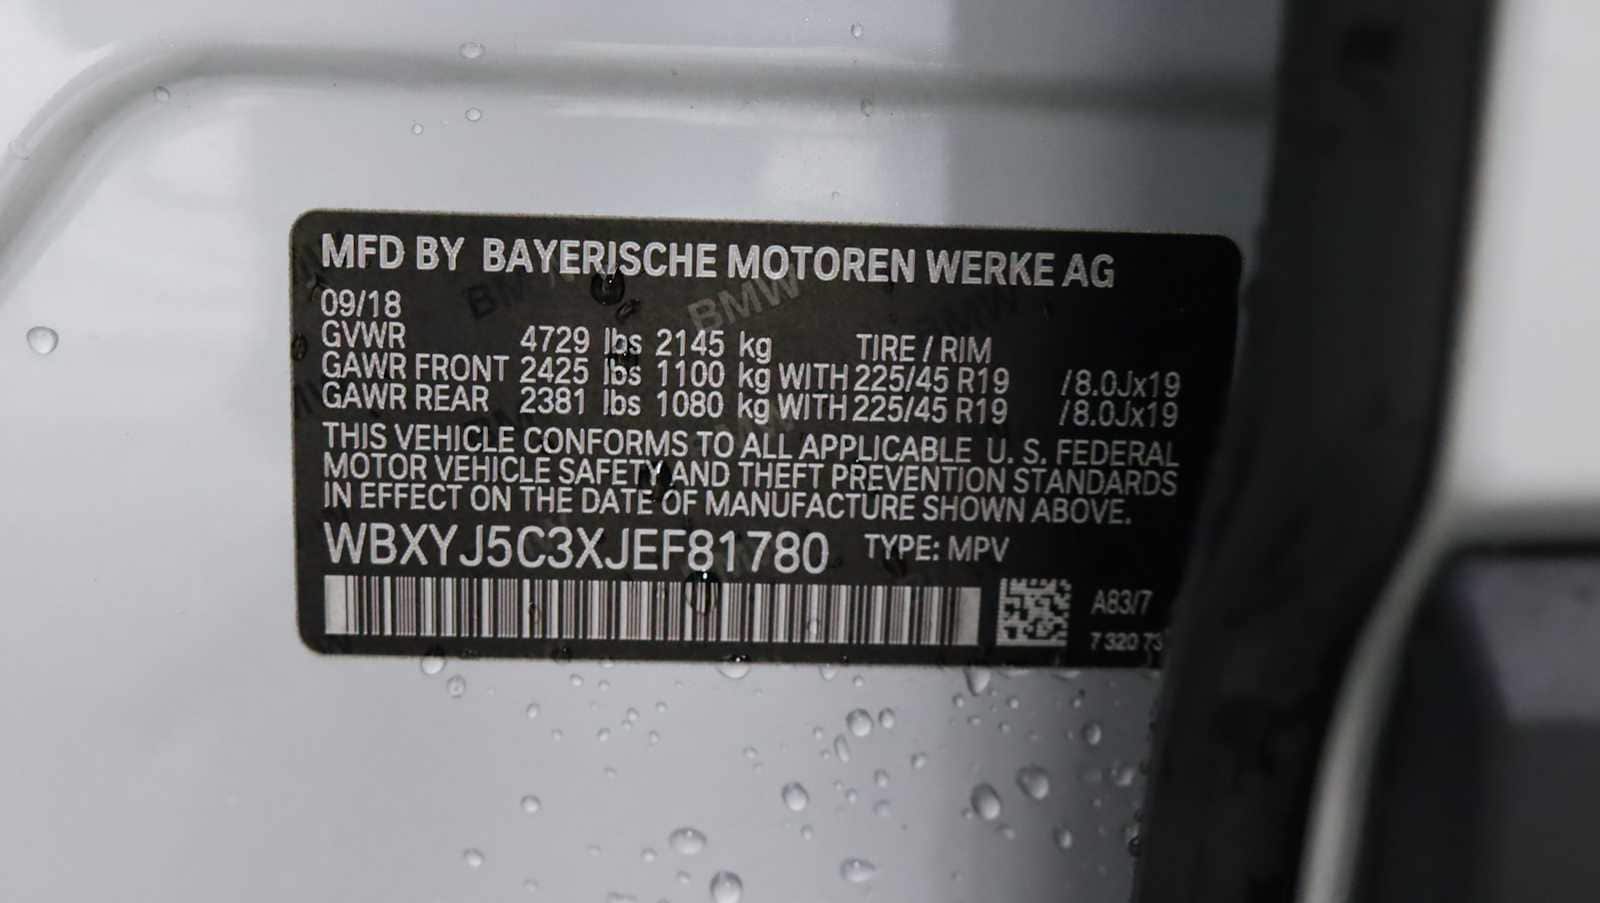 MFD BY BAYERISCHE MOTOREN WERKE AG
09/18
GVWR 4729 lbs 2145 kg TIRE / RIM
GAWR FRONT 2425 lbs 1100 kg WITH 225/45 R19 /8.0Jx19
GAWR REAR 2381 lbs 1080 kg WITH 225/45 R19 /8.0Jx19
THIS VEHICLE CONFORMS TO ALL APPLICABLE U. S. FEDERAL
MOTOR VEHICLE SAFETY AND THEFT PREVENTION STANDARDS
IN EFFECT ON THE DATE OF MANUFACTURE SHOWN ABOVE.
WBXYJ5C3XJEF81780 TYPE: MPV
A83/7
7 320 73